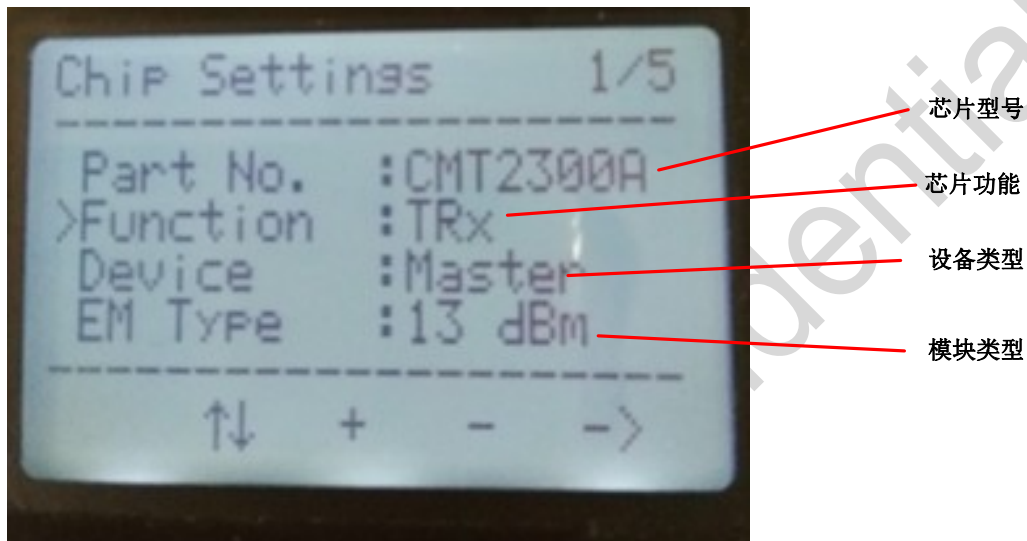 Chip Settings 1/5
Part No. :CMT2300A
>Function :TRx
Device :Master
EM Type :13 dBm
↑↓ + - ->
芯片型号
芯片功能
设备类型
模块类型